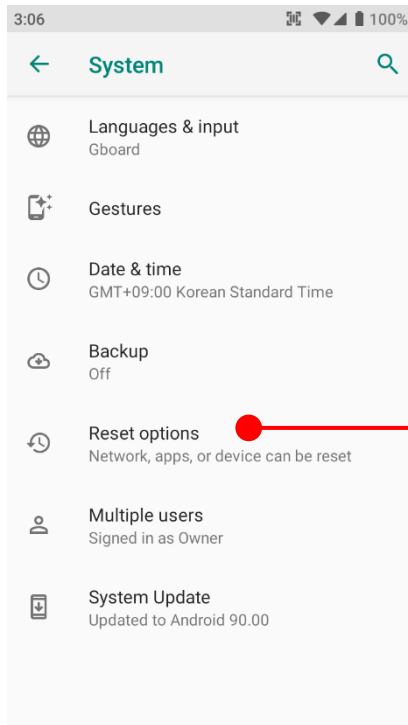 3:06 100%
System
Languages & input
Gboard
Gestures
Date & time
GMT+09:00 Korean Standard Time
Backup
Off
Reset options
Network, apps, or device can be reset
Multiple users
Signed in as Owner
System Update
Updated to Android 90.00